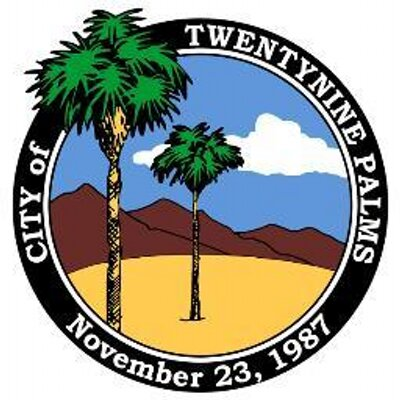 CITY of TWENTYNINE PALMS
November 23, 1987